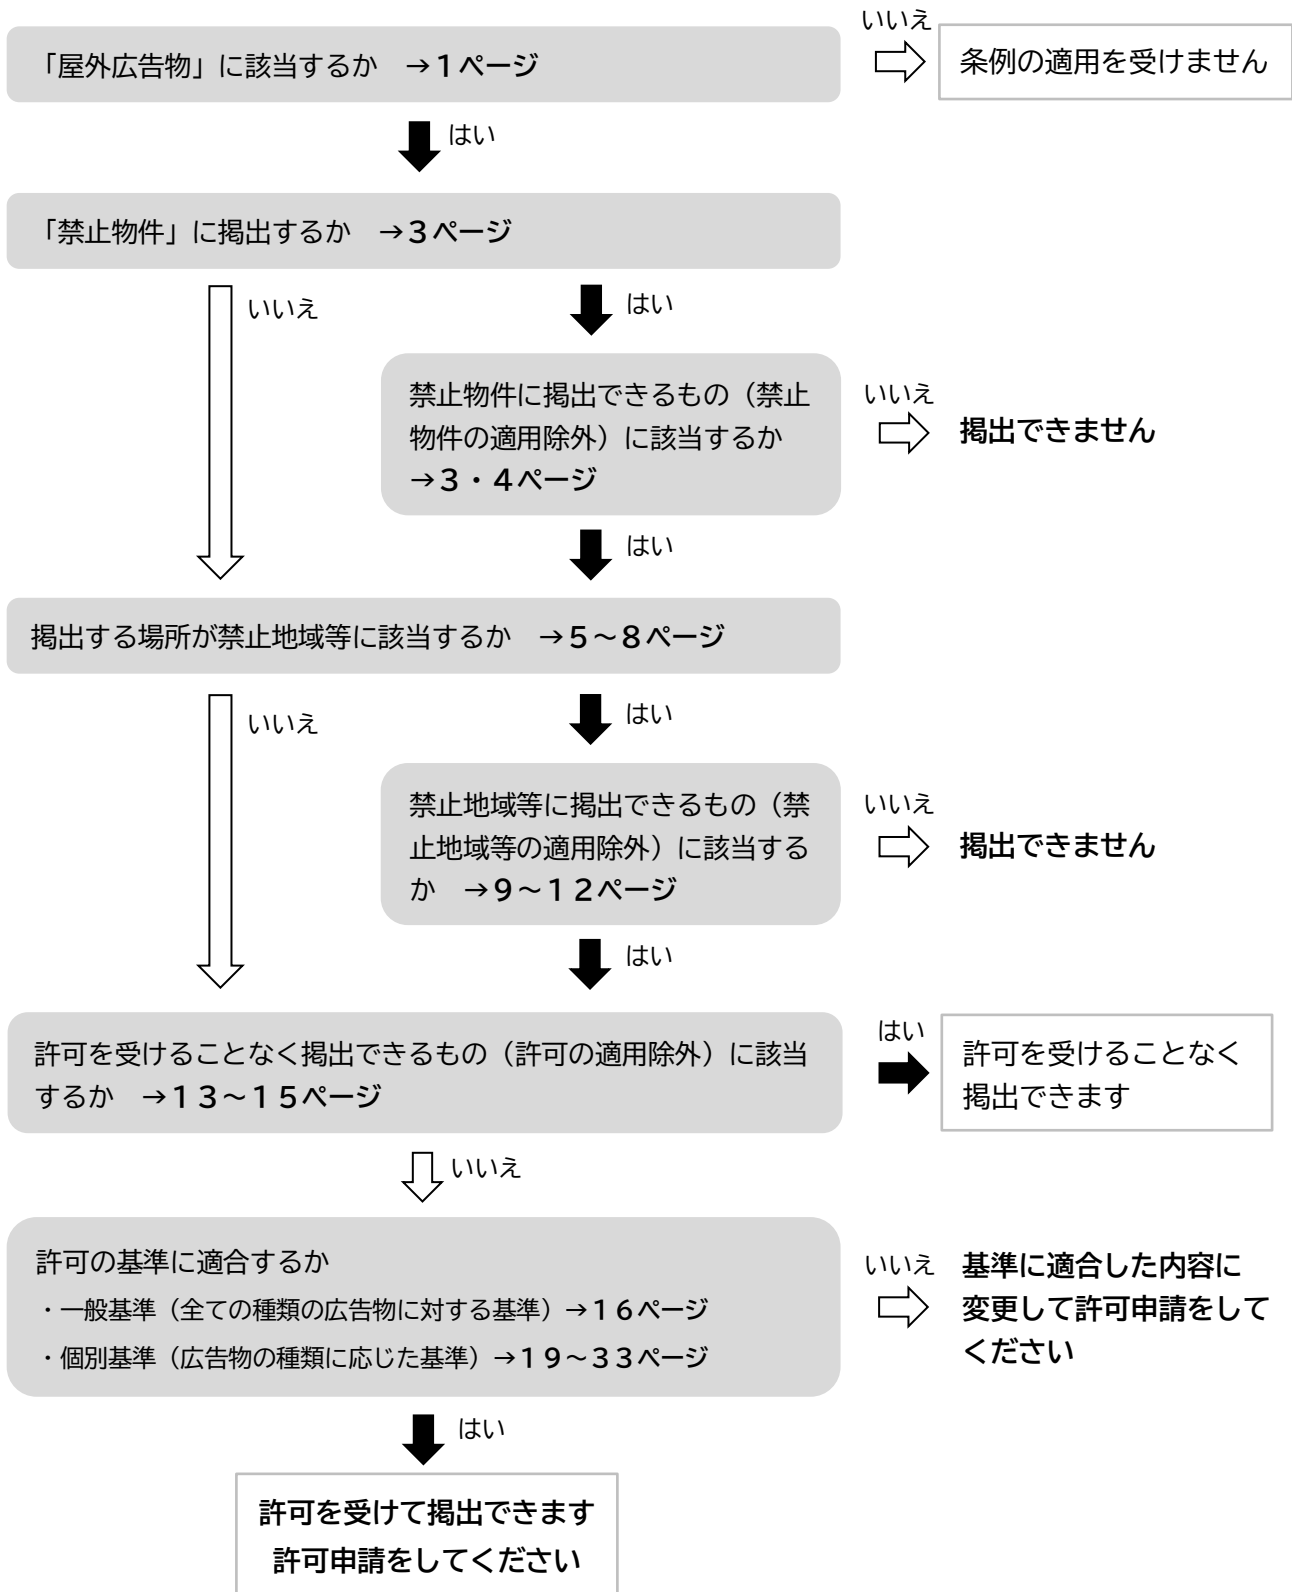 いいえ
「屋外広告物」に該当するか　→１ページ
条例の適用を受けません
はい
「禁止物件」に掲出するか　→３ページ
いいえ
はい
禁止物件に掲出できるもの（禁止
物件の適用除外）に該当するか
→３・４ページ
いいえ
掲出できません
はい
掲出する場所が禁止地域等に該当するか　→５～８ページ
いいえ
はい
禁止地域等に掲出できるもの（禁
止地域等の適用除外）に該当する
か　→９～１２ページ
いいえ
掲出できません
はい
許可を受けることなく掲出できるもの（許可の適用除外）に該当
するか　→１３～１５ページ
はい
許可を受けることなく
掲出できます
いいえ
許可の基準に適合するか
・一般基準（全ての種類の広告物に対する基準）→１６ページ
・個別基準（広告物の種類に応じた基準）→１９～３３ページ
いいえ
基準に適合した内容に
変更して許可申請をして
ください
はい
許可を受けて掲出できます
許可申請をしてください